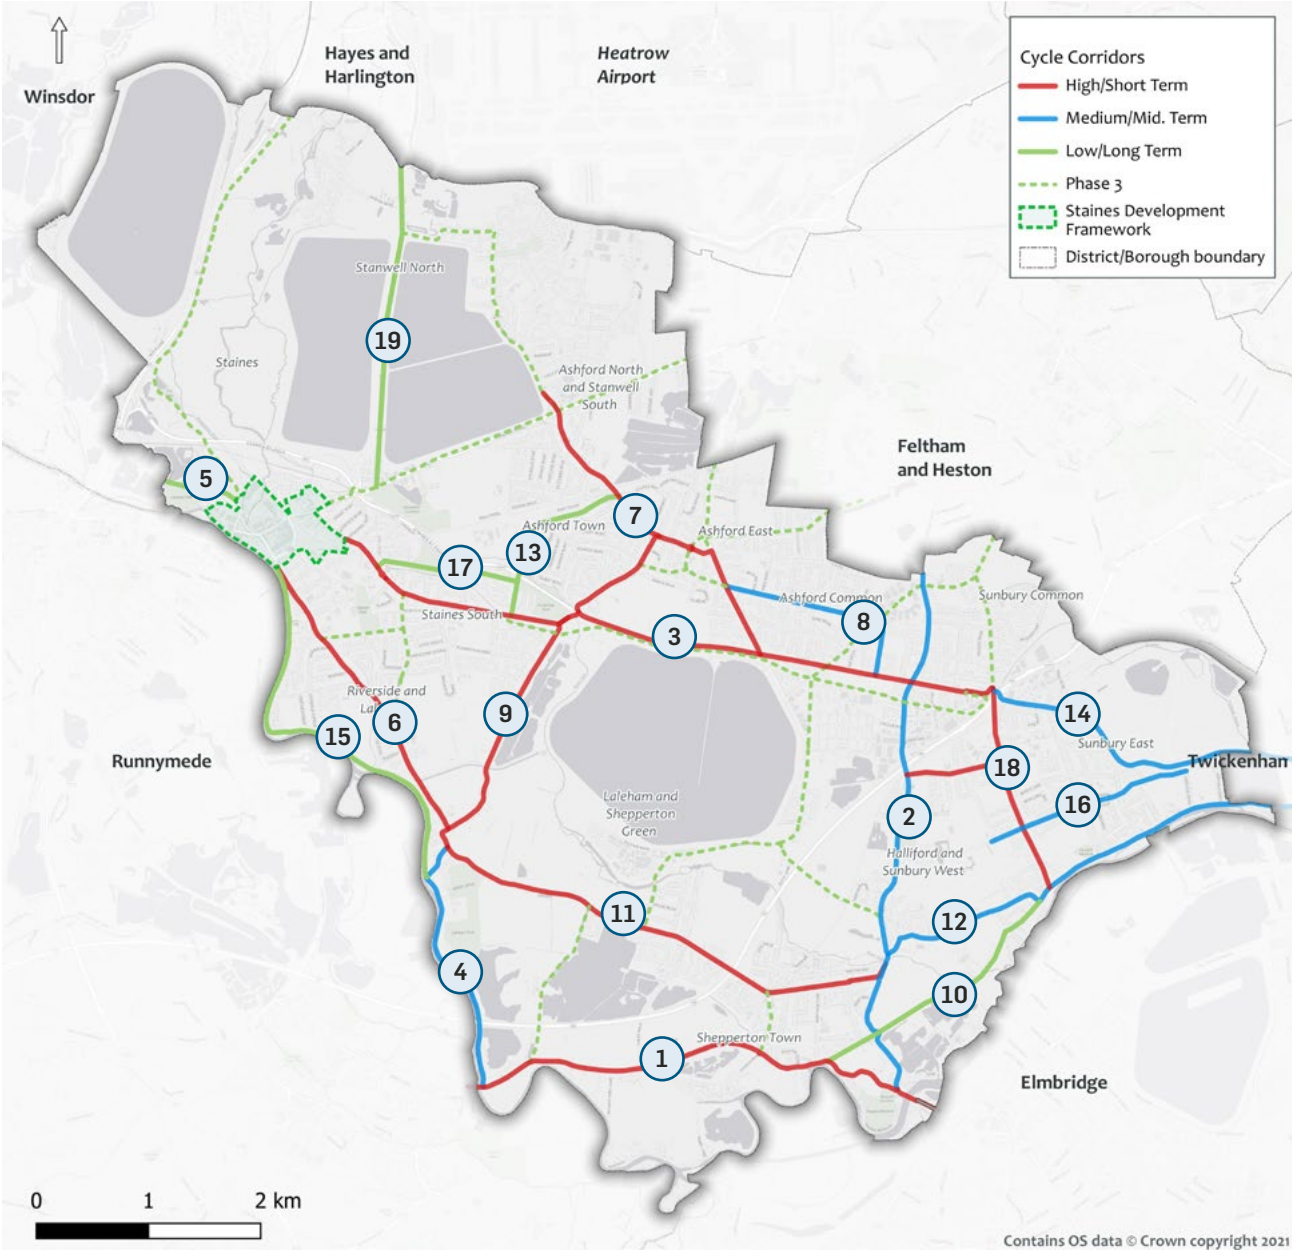 Hayes and
Harlington
Heatrow
Airport
Winsdor
Cycle Corridors
High/Short Term
Medium/Mid. Term
Low/Long Term
Phase 3
Staines Development
Framework
District/Borough boundary
Stanwell North
19
Staines
Ashford North
and Stanwell
South
Feltham
and Heston
5
7
Ashford Town
Ashford East
13
17
Ashford Common
Sunbury Common
Staines South
8
3
Riverside and
La
6
9
14
15
Sunbury East
Runnymede
Twickenhan
18
16
Laleham and
Shepperton
Green
2
Halliford and
Sunbury West
11
12
4
10
Shepperton Town
1
Elmbridge
0 1 2 km
Contains OS data © Crown copyright 2021